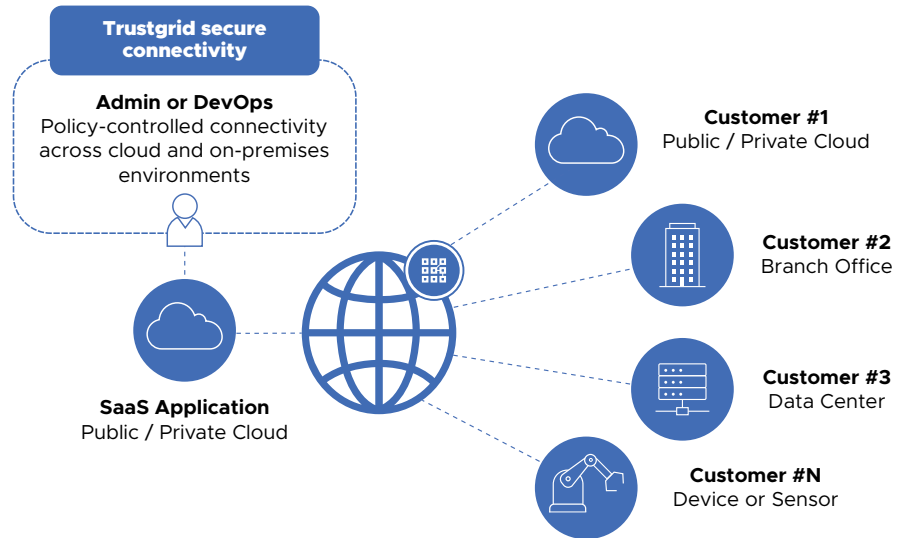 Trustgrid secure
connectivity
Admin or DevOps
Policy-controlled connectivity
across cloud and on-premises
environments
SaaS Application
Public / Private Cloud
Customer #1
Public / Private Cloud
Customer #2
Branch Office
Customer #3
Data Center
Customer #N
Device or Sensor